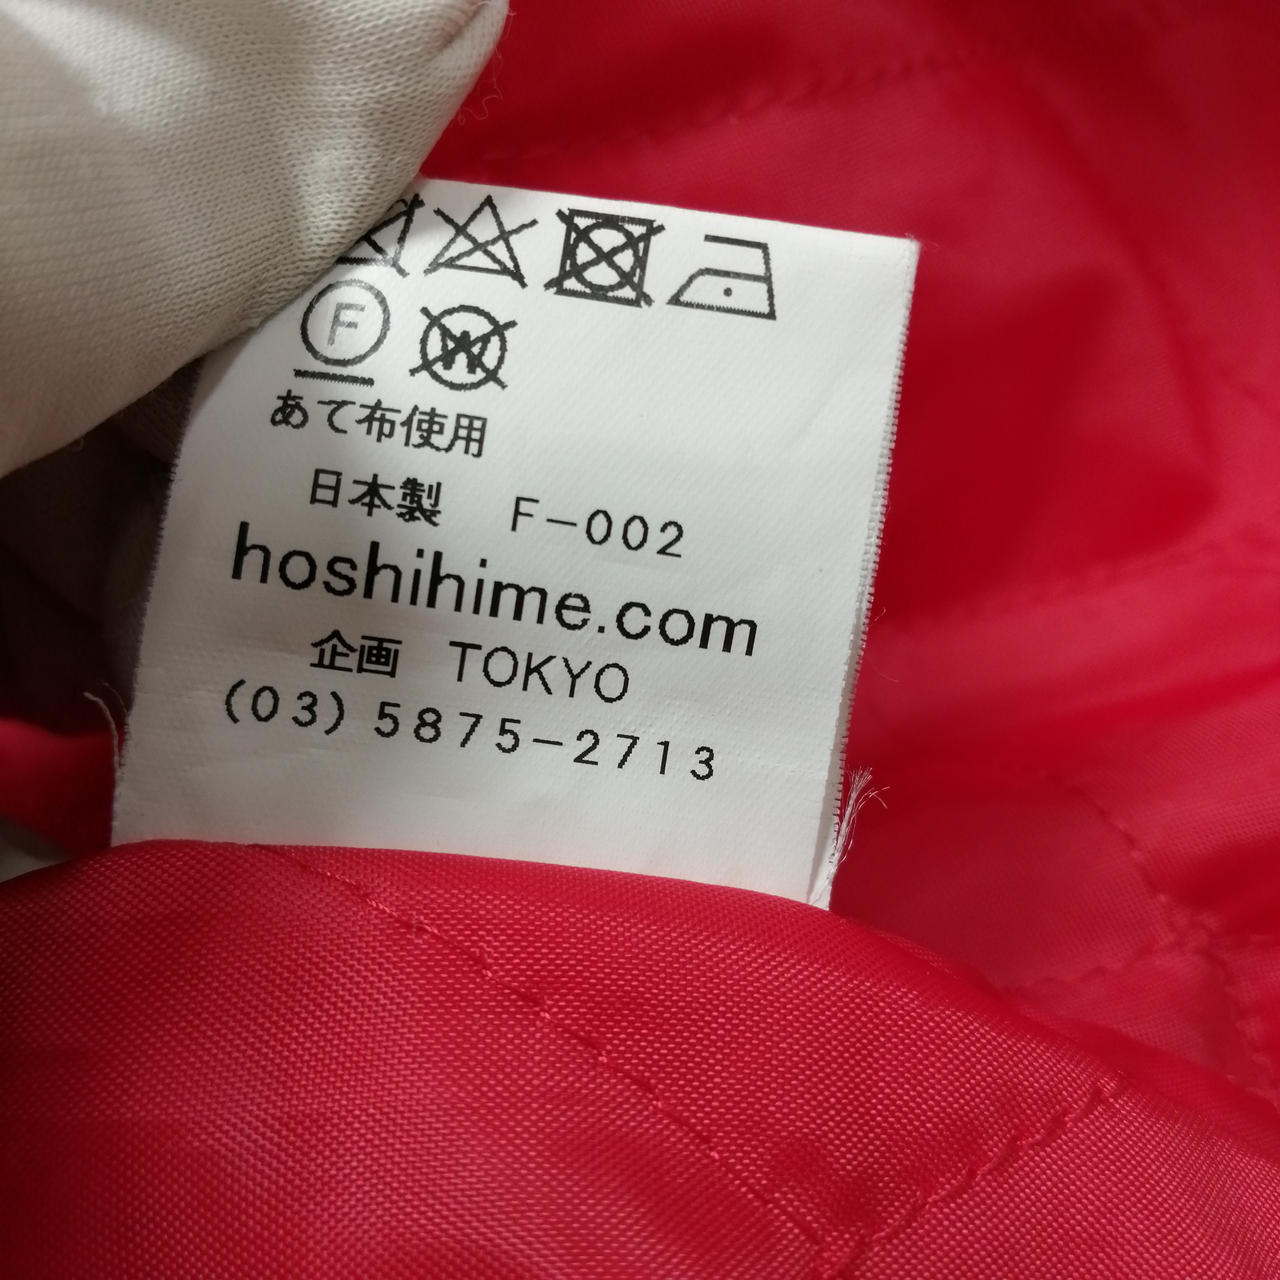 F
W
あて布使用
日本製 F-002
hoshihime.com
企画 TOKYO
(03) 5875-2713